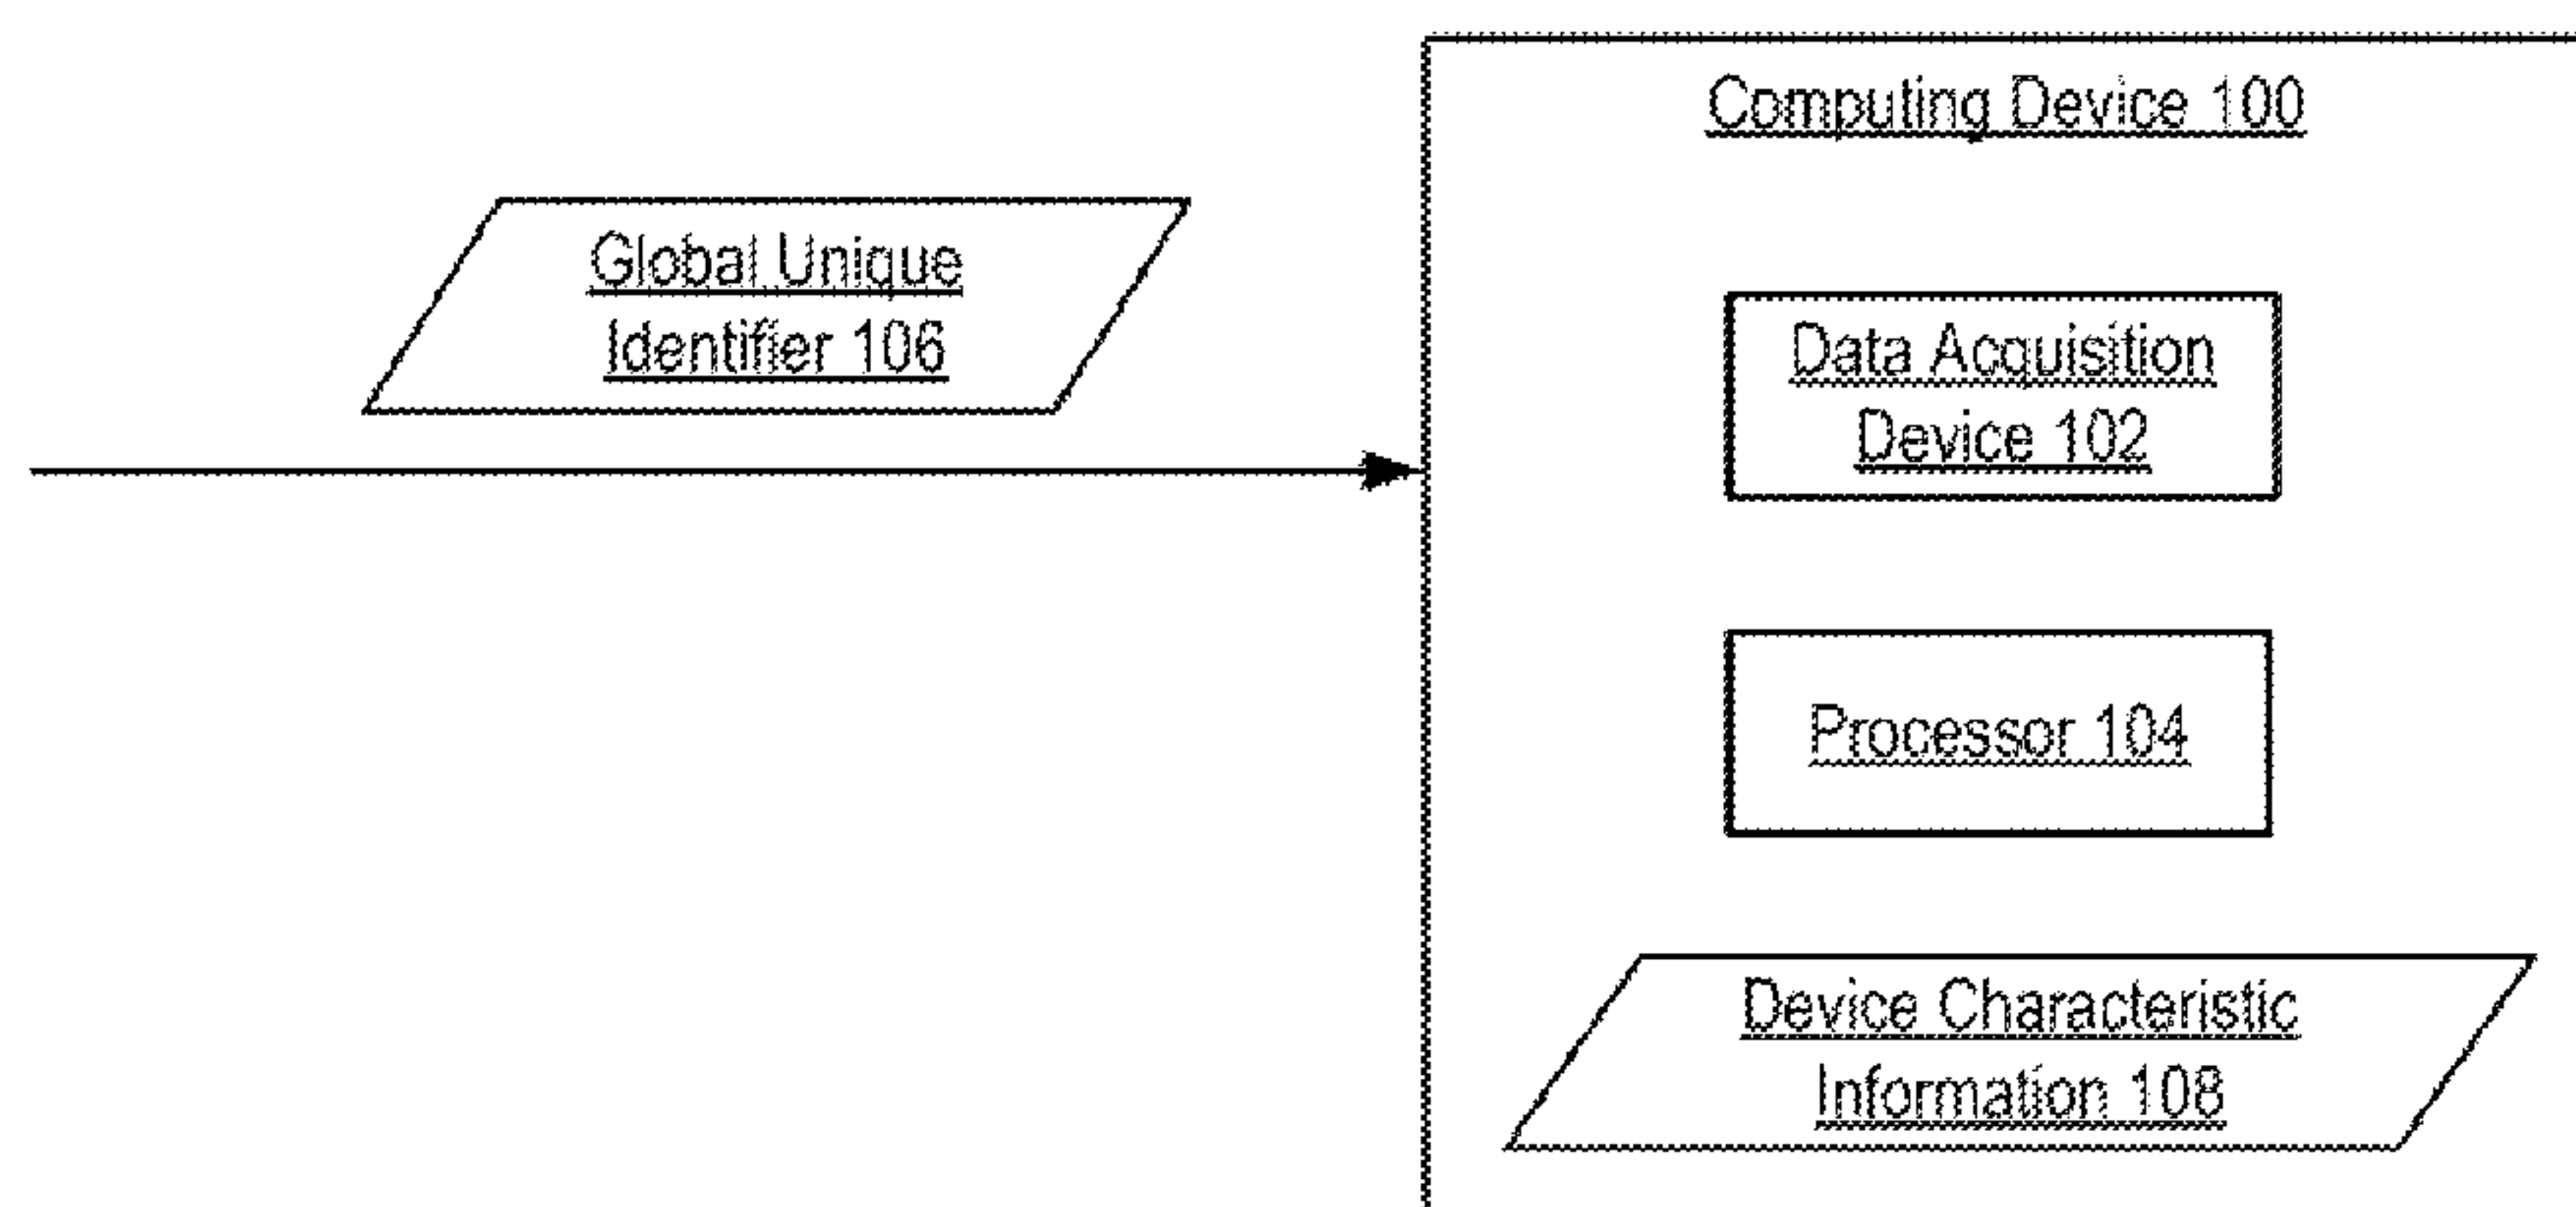 Computing Device 100
Global Unique
Identifier 106
Data Acquisition
Device 102
Processor 104
Device Characteristic
Information 108